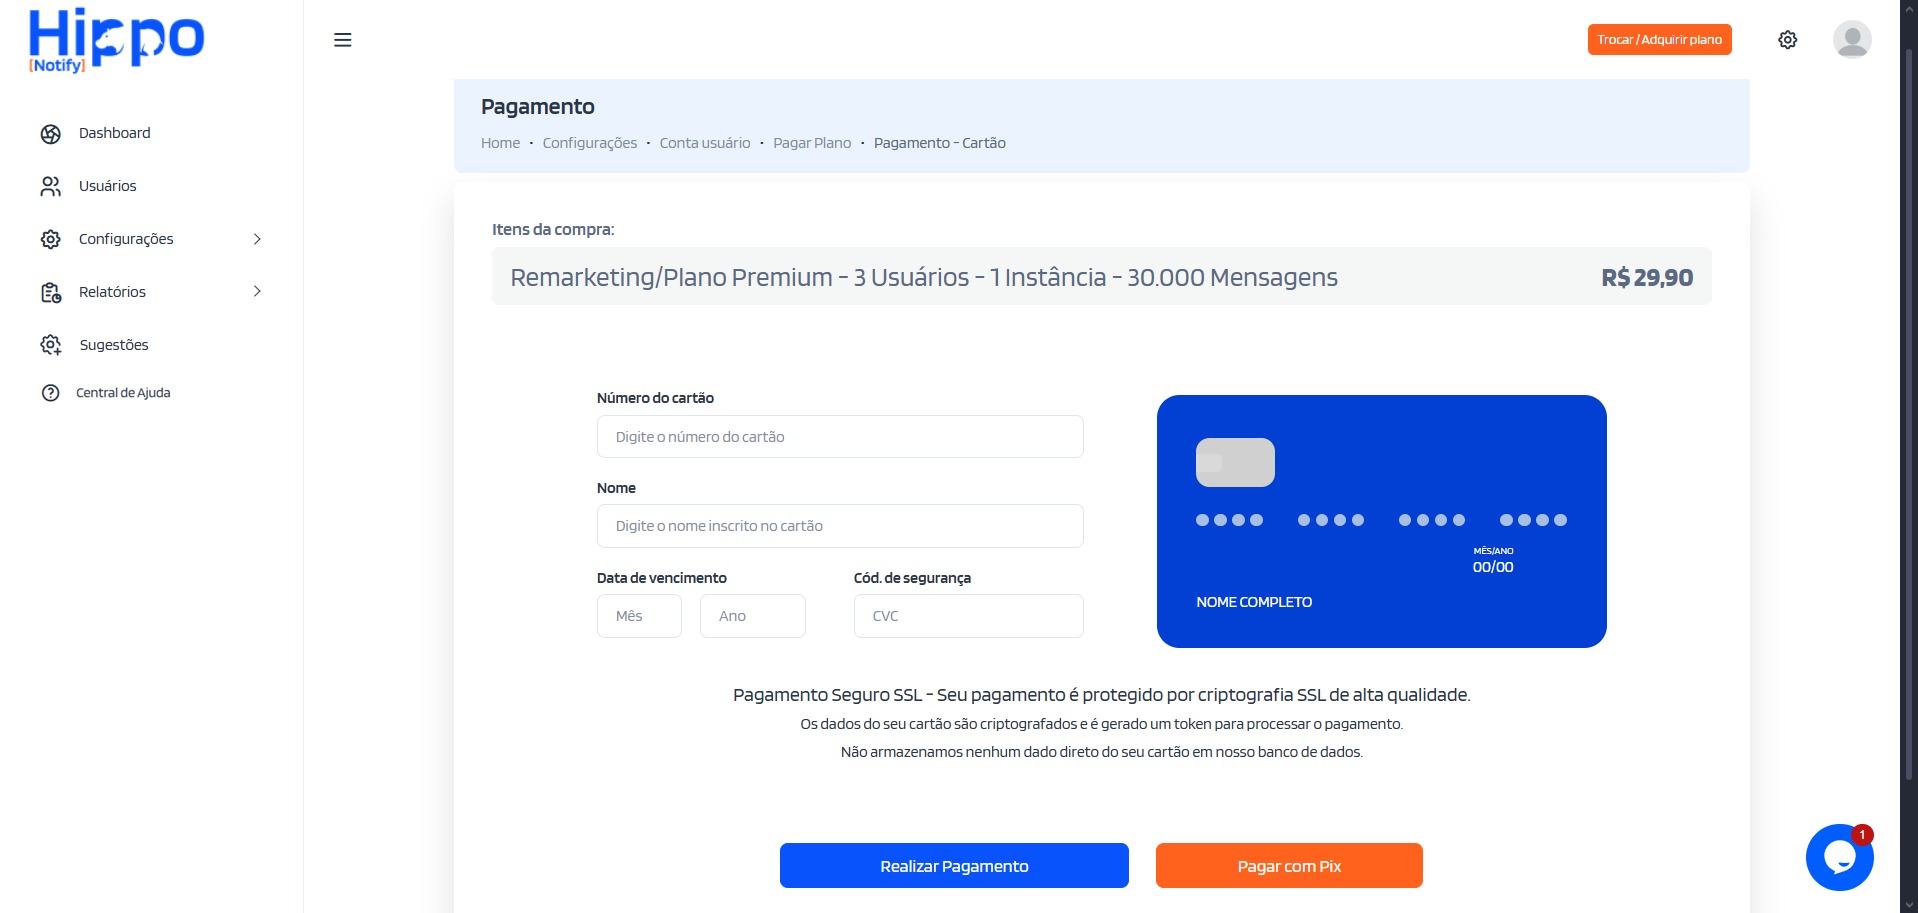 Hippo
[Notify]
Trocar / Adquirir plano
Dashboard
Usuários
Configurações
Relatórios
Sugestões
Central de Ajuda
Pagamento
Home · Configurações · Conta usuário · Pagar Plano · Pagamento - Cartão
Itens da compra:
Remarketing/Plano Premium - 3 Usuários - 1 Instância - 30.000 Mensagens R$ 29,90
Número do cartão
Digite o número do cartão
Nome
Digite o nome inscrito no cartão
Data de vencimento Cód. de segurança
Mês Ano CVC
MÊS/ANO
00/00
NOME COMPLETO
Pagamento Seguro SSL - Seu pagamento é protegido por criptografia SSL de alta qualidade.
Os dados do seu cartão são criptografados e é gerado um token para processar o pagamento.
Não armazenamos nenhum dado direto do seu cartão em nosso banco de dados.
Realizar Pagamento Pagar com Pix
1